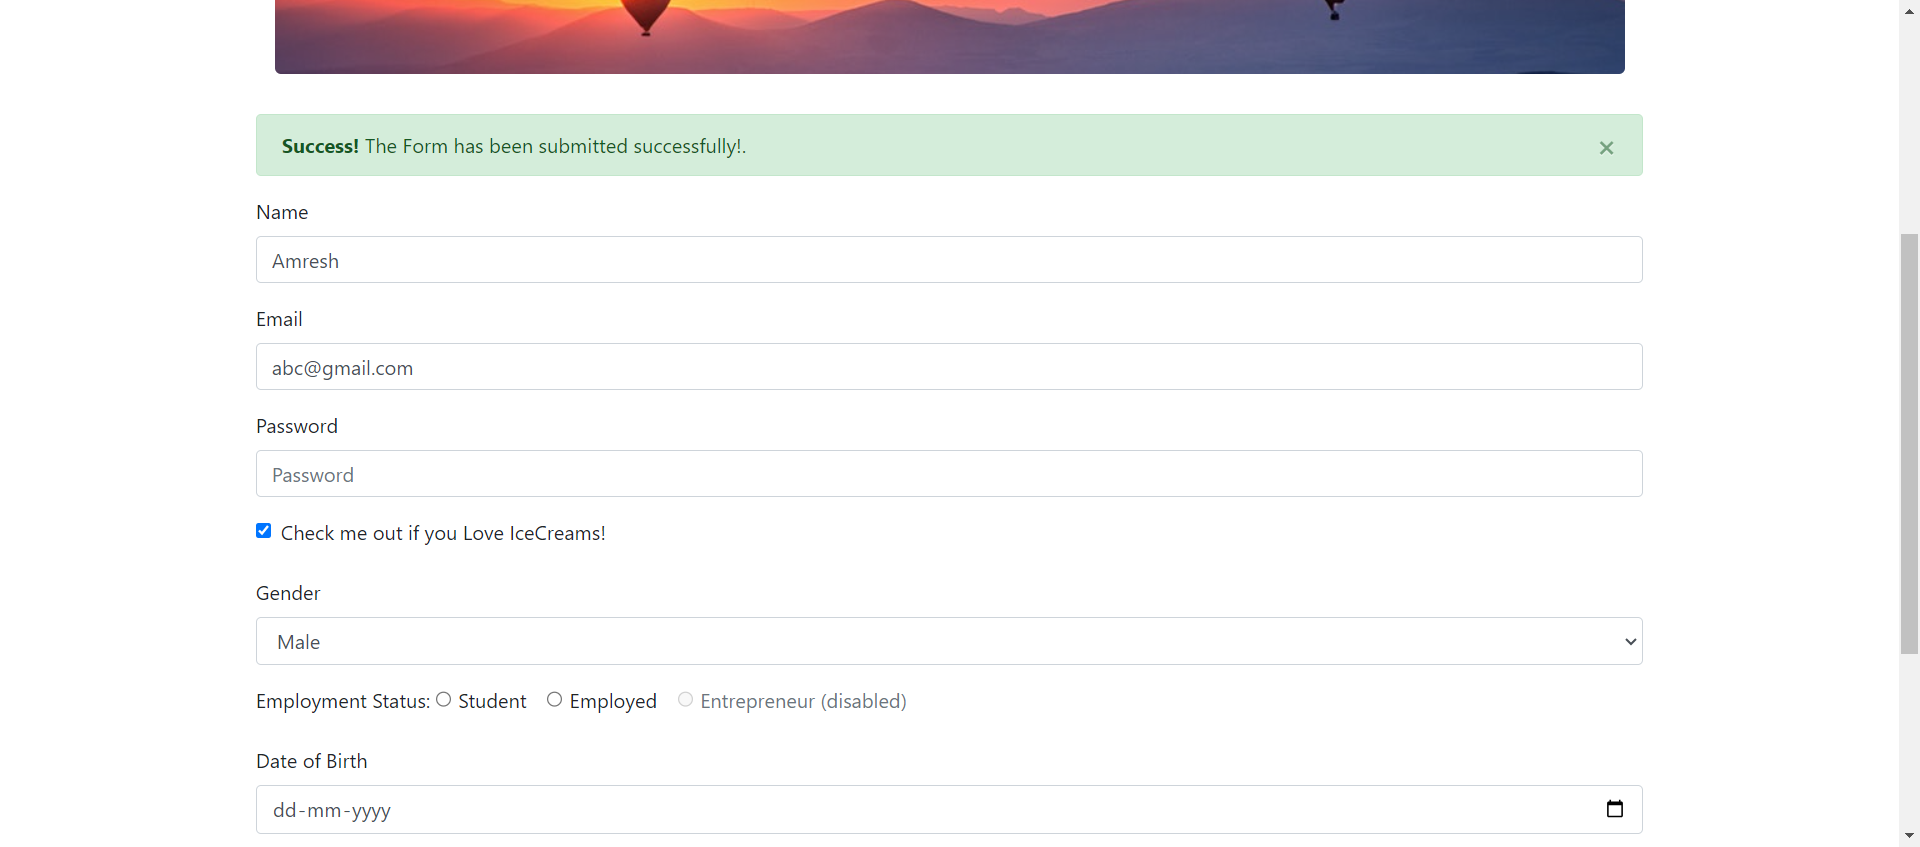 Success! The Form has been submitted successfully!.
×
Name
Amresh
Email
abc@gmail.com
Password
Password
Check me out if you Love IceCreams!
Gender
Male
Employment Status: Student Employed Entrepreneur (disabled)
Date of Birth
dd-mm-yyyy